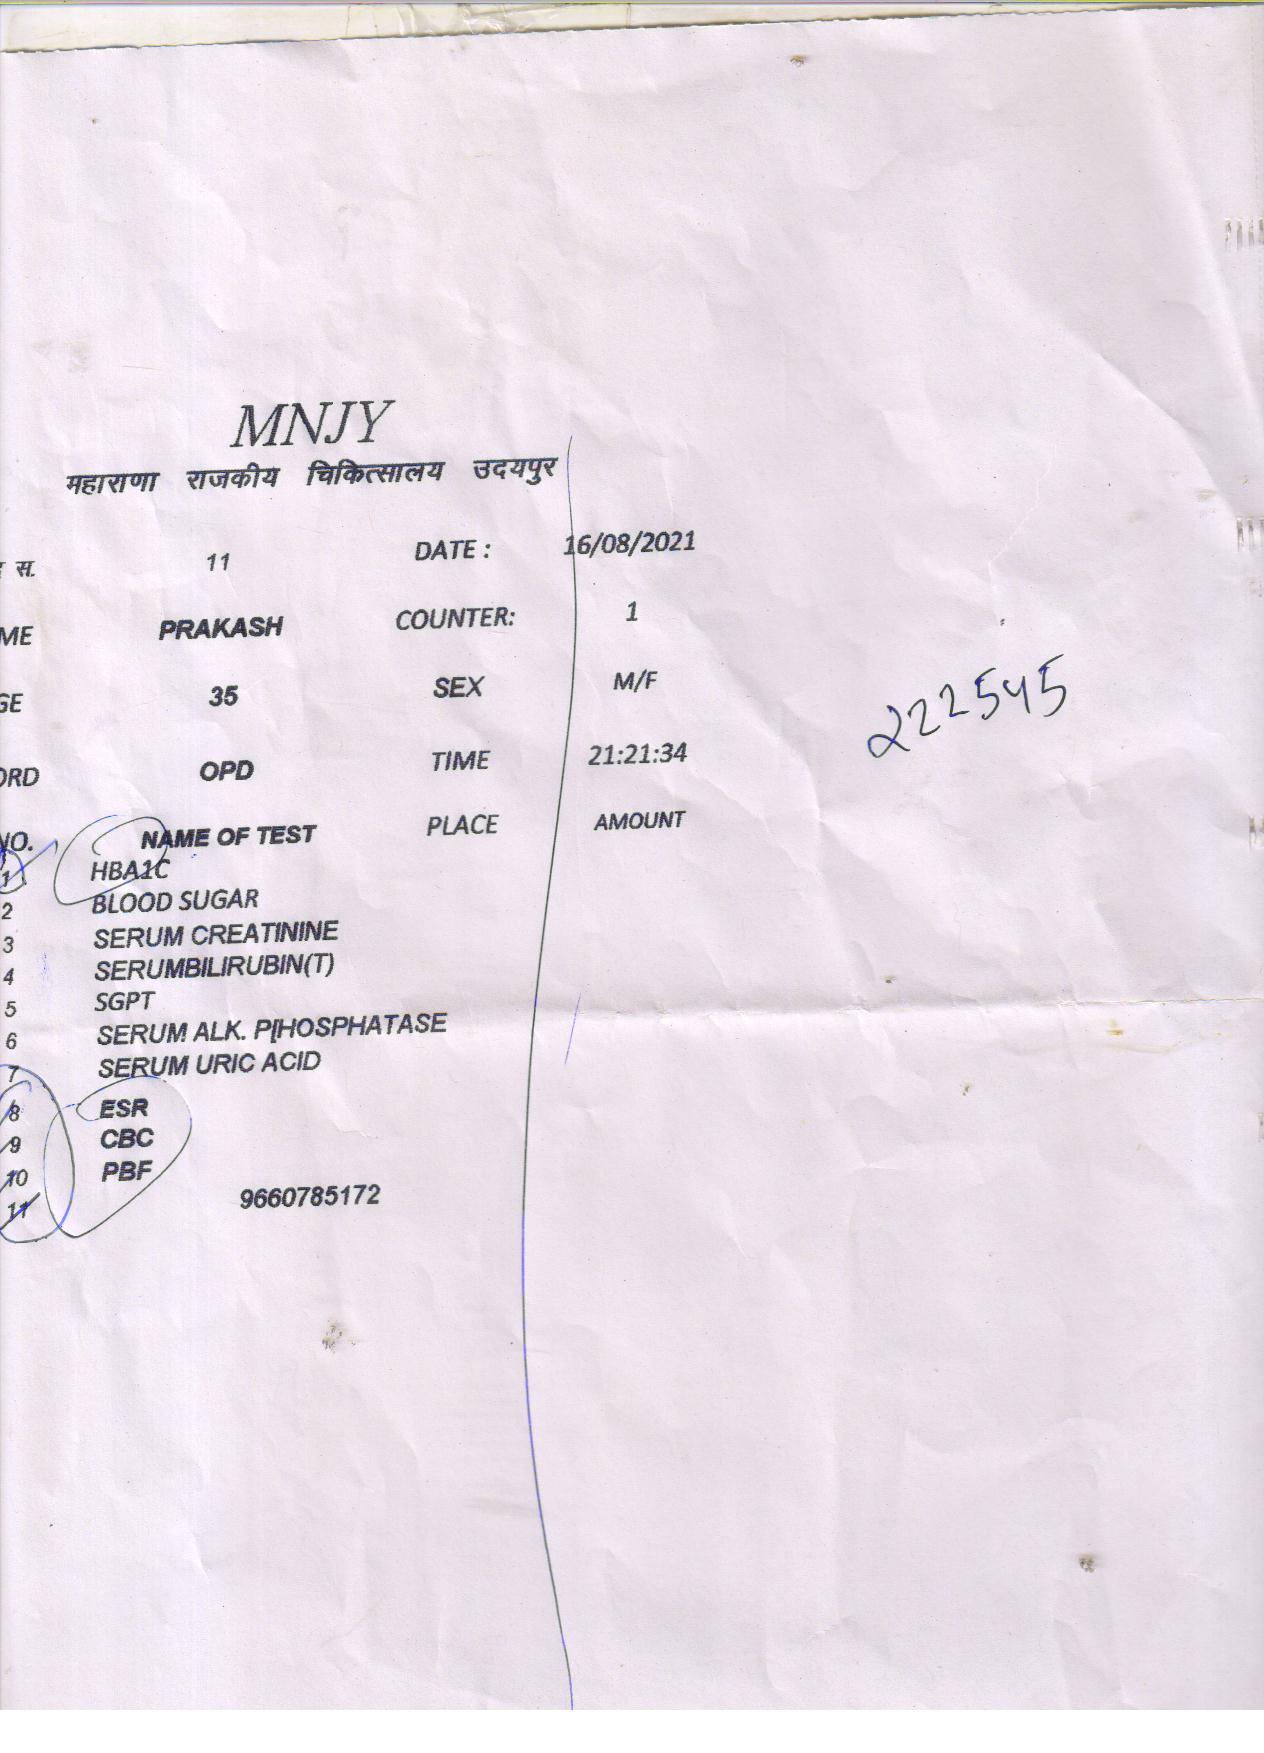 MNJY
महाराणा राजकीय चिकित्सालय उदयपुर
स. 11 DATE : 16/08/2021
ME PRAKASH COUNTER: 1
GE 35 SEX M/F
ORD OPD TIME 21:21:34
222545
NO. NAME OF TEST PLACE AMOUNT
1 HBA1C
2 BLOOD SUGAR
3 SERUM CREATININE
4 SERUMBILIRUBIN(T)
5 SGPT
6 SERUM ALK. P[HOSPHATASE
7 SERUM URIC ACID
8 ESR
9 CBC
10 PBF
11 9660785172